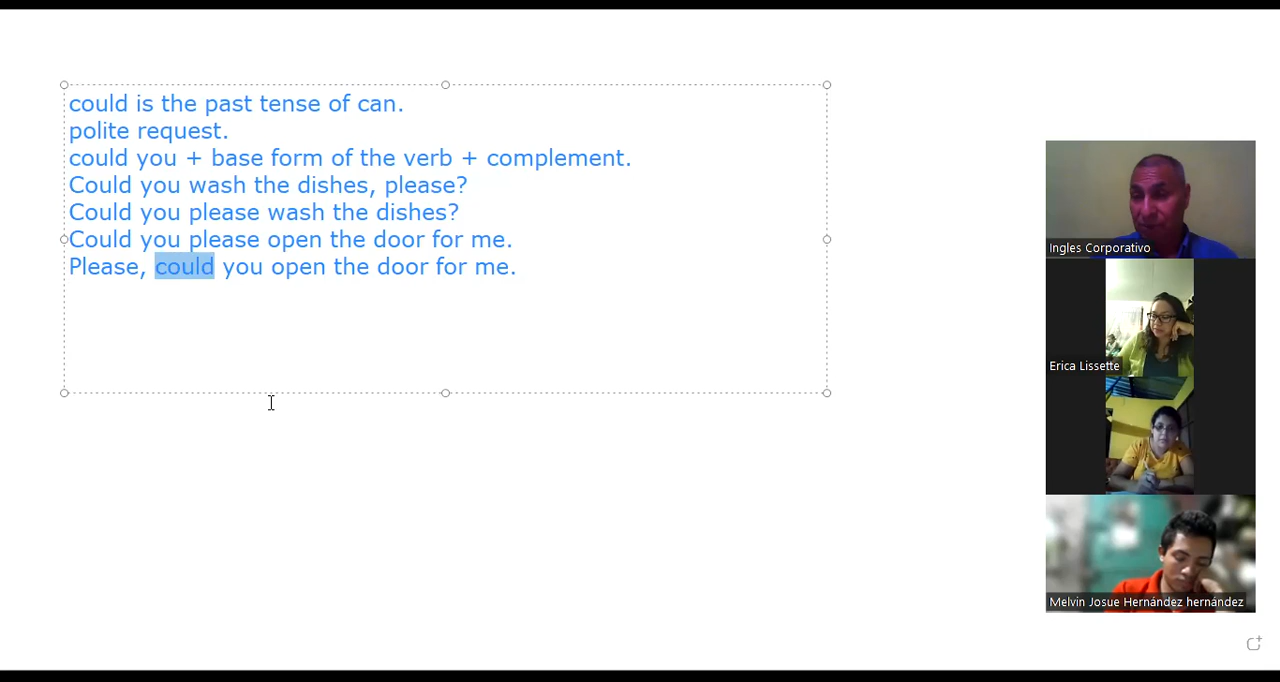 could is the past tense of can.
polite request.
could you + base form of the verb + complement.
Could you wash the dishes, please?
Could you please wash the dishes?
Could you please open the door for me.
Please, could you open the door for me.
Ingles Corporativo
Erica Lissette
Melvin Josue Hernández hernández